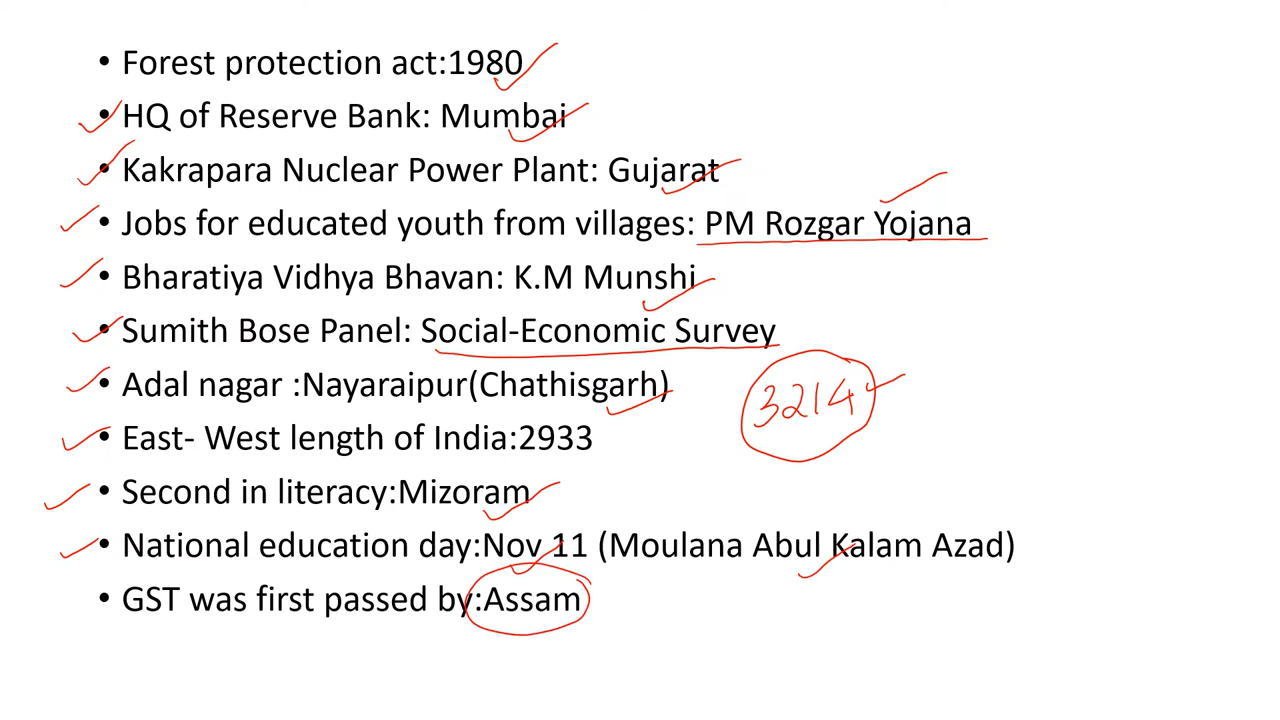 • Forest protection act:1980
• HQ of Reserve Bank: Mumbai
• Kakrapara Nuclear Power Plant: Gujarat
• Jobs for educated youth from villages: PM Rozgar Yojana
• Bharatiya Vidhya Bhavan: K.M Munshi
• Sumith Bose Panel: Social-Economic Survey
• Adal nagar :Nayaraipur(Chathisgarh)
3214
• East- West length of India:2933
• Second in literacy:Mizoram
• National education day:Nov 11 (Moulana Abul Kalam Azad)
• GST was first passed by:Assam